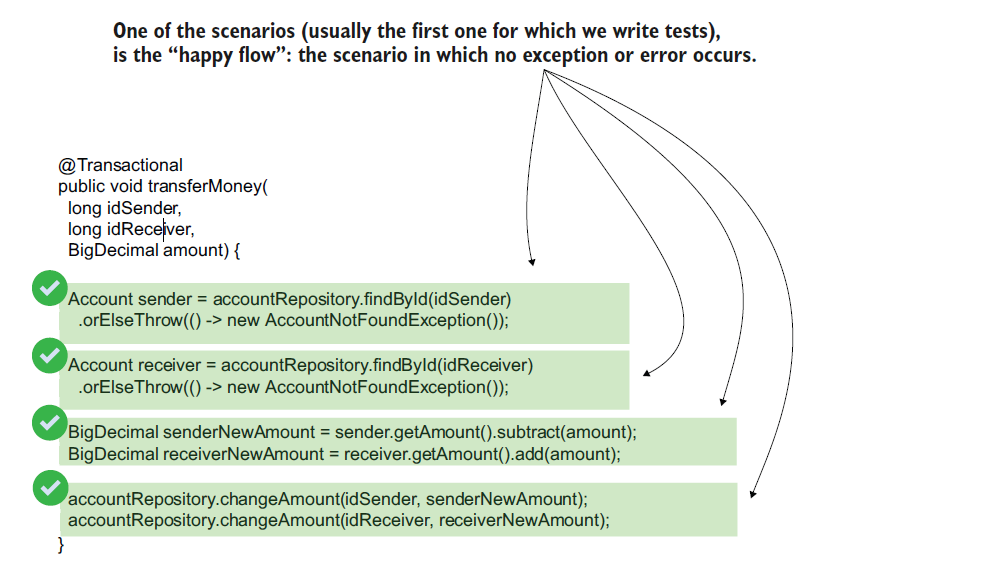 One of the scenarios (usually the first one for which we write tests),
is the “happy flow”: the scenario in which no exception or error occurs.
@Transactional
public void transferMoney(
long idSender,
long idReceiver,
BigDecimal amount) {
Account sender = accountRepository.findById(idSender)
.orElseThrow(() -> new AccountNotFoundException());
Account receiver = accountRepository.findById(idReceiver)
.orElseThrow(() -> new AccountNotFoundException());
BigDecimal senderNewAmount = sender.getAmount().subtract(amount);
BigDecimal receiverNewAmount = receiver.getAmount().add(amount);
accountRepository.changeAmount(idSender, senderNewAmount);
accountRepository.changeAmount(idReceiver, receiverNewAmount);
}